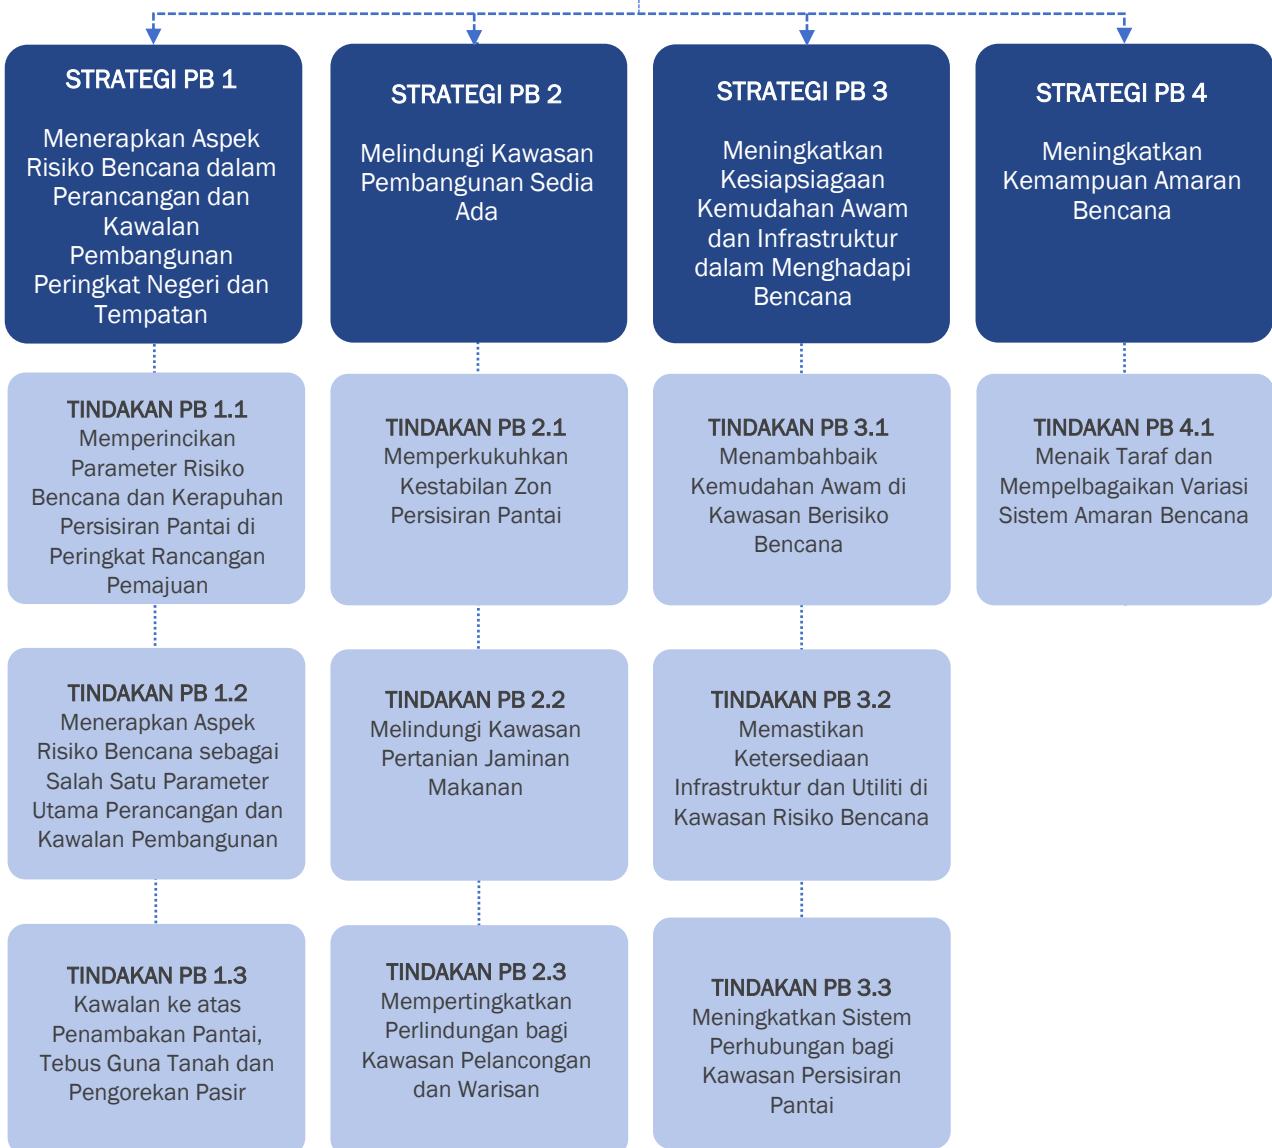 STRATEGI PB 1
Menerapkan Aspek
Risiko Bencana dalam
Perancangan dan
Kawalan
Pembangunan
Peringkat Negeri dan
Tempatan
STRATEGI PB 2
Melindungi Kawasan
Pembangunan Sedia
Ada
STRATEGI PB 3
Meningkatkan
Kesiapsiagaan
Kemudahan Awam
dan Infrastruktur
dalam Menghadapi
Bencana
STRATEGI PB 4
Meningkatkan
Kemampuan Amaran
Bencana
TINDAKAN PB 1.1
Memperincikan
Parameter Risiko
Bencana dan Kerapuhan
Persisiran Pantai di
Peringkat Rancangan
Pemajuan
TINDAKAN PB 2.1
Memperkukuhkan
Kestabilan Zon
Persisiran Pantai
TINDAKAN PB 3.1
Menambahbaik
Kemudahan Awam di
Kawasan Berisiko
Bencana
TINDAKAN PB 4.1
Menaik Taraf dan
Mempelbagaikan Variasi
Sistem Amaran Bencana
TINDAKAN PB 1.2
Menerapkan Aspek
Risiko Bencana sebagai
Salah Satu Parameter
Utama Perancangan dan
Kawalan Pembangunan
TINDAKAN PB 2.2
Melindungi Kawasan
Pertanian Jaminan
Makanan
TINDAKAN PB 3.2
Memastikan
Ketersediaan
Infrastruktur dan Utiliti di
Kawasan Risiko Bencana
TINDAKAN PB 1.3
Kawalan ke atas
Penambakan Pantai,
Tebus Guna Tanah dan
Pengorekan Pasir
TINDAKAN PB 2.3
Mempertingkatkan
Perlindungan bagi
Kawasan Pelancongan
dan Warisan
TINDAKAN PB 3.3
Meningkatkan Sistem
Perhubungan bagi
Kawasan Persisiran
Pantai